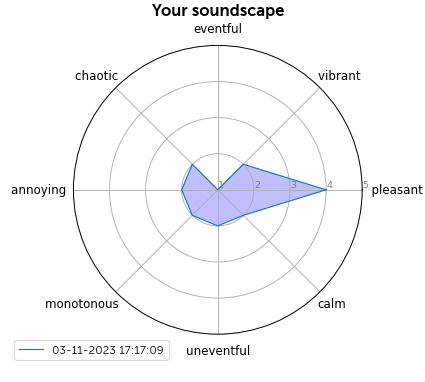 Your soundscape
eventful
chaotic
vibrant
annoying
1
2
3
4
5
pleasant
monotonous
calm
uneventful
03-11-2023 17:17:09